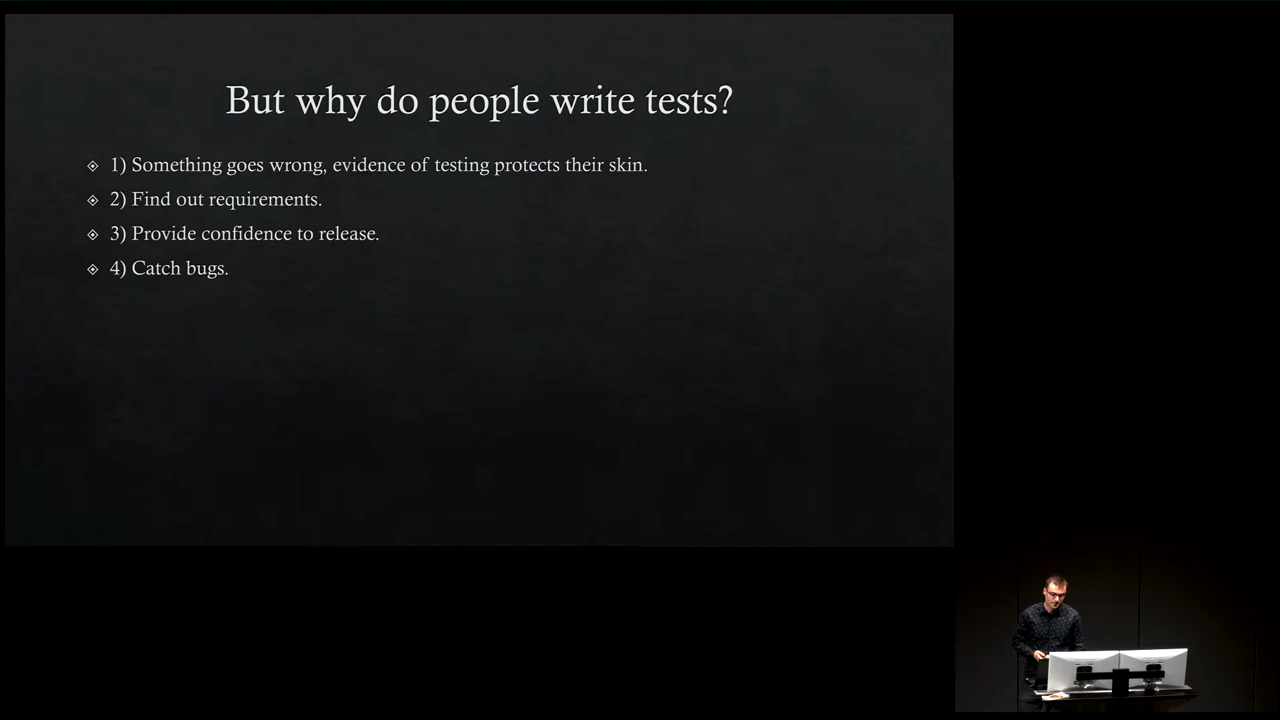 But why do people write tests?
1) Something goes wrong, evidence of testing protects their skin.
2) Find out requirements.
3) Provide confidence to release.
4) Catch bugs.